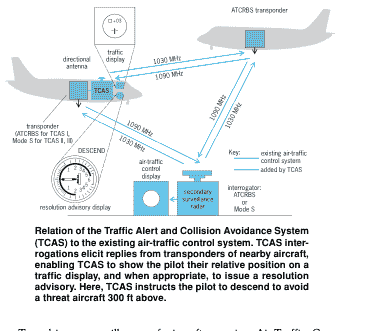 ATCRBS transponder
CI +03
traffic
display
directional
antenna
1030 MHz
1090 MHz
TCAS
transponder
(ATCRBS for TCAS I,
Mode S for TCAS II, III)
1090 MHz
1030 MHz
1090 MHz
1030 MHz
DESCEND
air-traffic
control
display
Key:
existing air-traffic
control system
added by TCAS
secondary
surveillance
radar
interrogator:
ATCRBS
or
Mode S
resolution advisory display
Relation of the Traffic Alert and Collision Avoidance System
(TCAS) to the existing air-traffic control system. TCAS inter-
rogations elicit replies from transponders of nearby aircraft,
enabling TCAS to show the pilot their relative position on a
traffic display, and when appropriate, to issue a resolution
advisory. Here, TCAS instructs the pilot to descend to avoid
a threat aircraft 300 ft above.